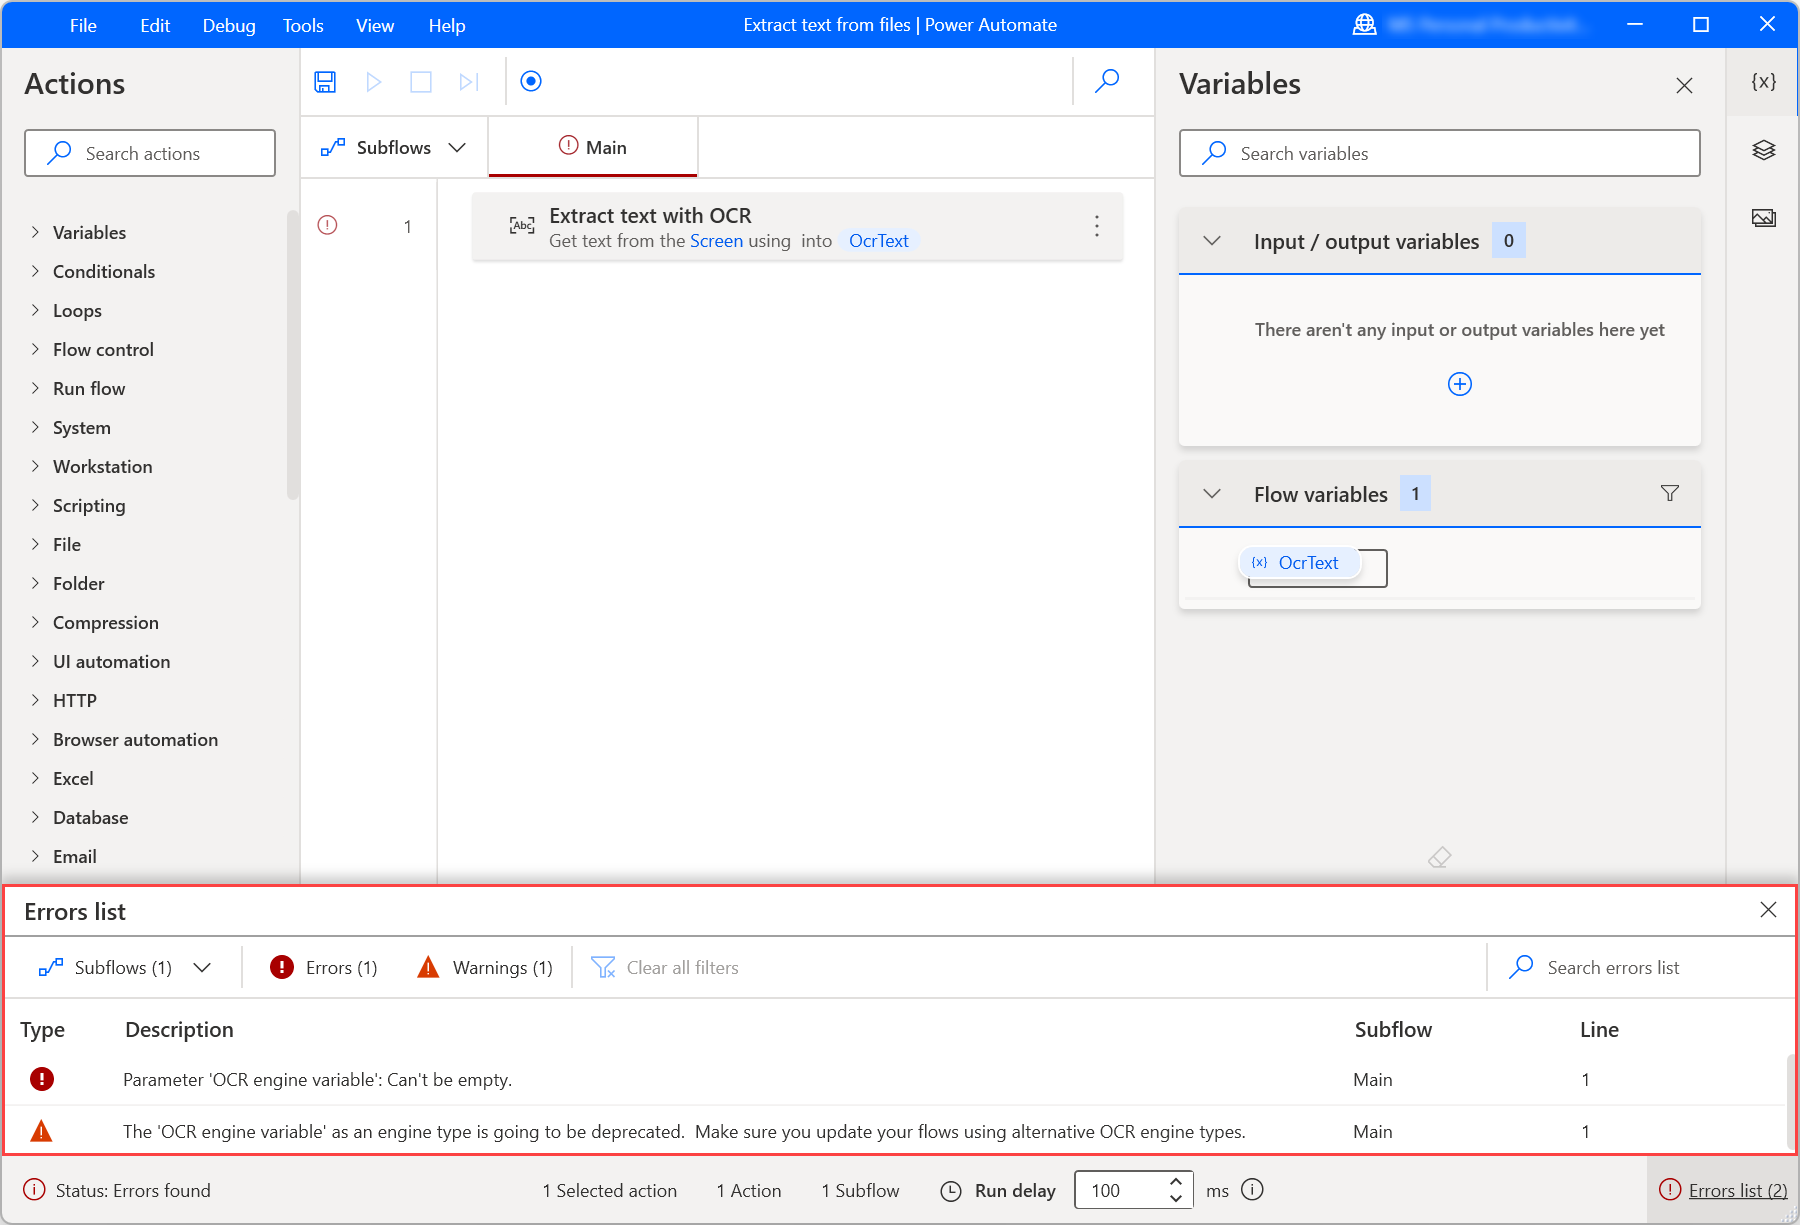 File Edit Debug Tools View Help Extract text from files | Power Automate
Actions
Search actions
Variables
Conditionals
Loops
Flow control
Run flow
System
Workstation
Scripting
File
Folder
Compression
UI automation
HTTP
Browser automation
Excel
Database
Email
Subflows
Main
1
Abc
Extract text with OCR
Get text from the Screen using into OcrText
Variables
{x}
Search variables
Input / output variables 0
There aren't any input or output variables here yet
Flow variables 1
{x} OcrText
Errors list
Subflows (1) Errors (1) Warnings (1) Clear all filters Search errors list
Type Description Subflow Line
Parameter 'OCR engine variable': Can't be empty. Main 1
The 'OCR engine variable' as an engine type is going to be deprecated.  Make sure you update your flows using alternative OCR engine types. Main 1
Status: Errors found 1 Selected action 1 Action 1 Subflow Run delay 100 ms Errors list (2)